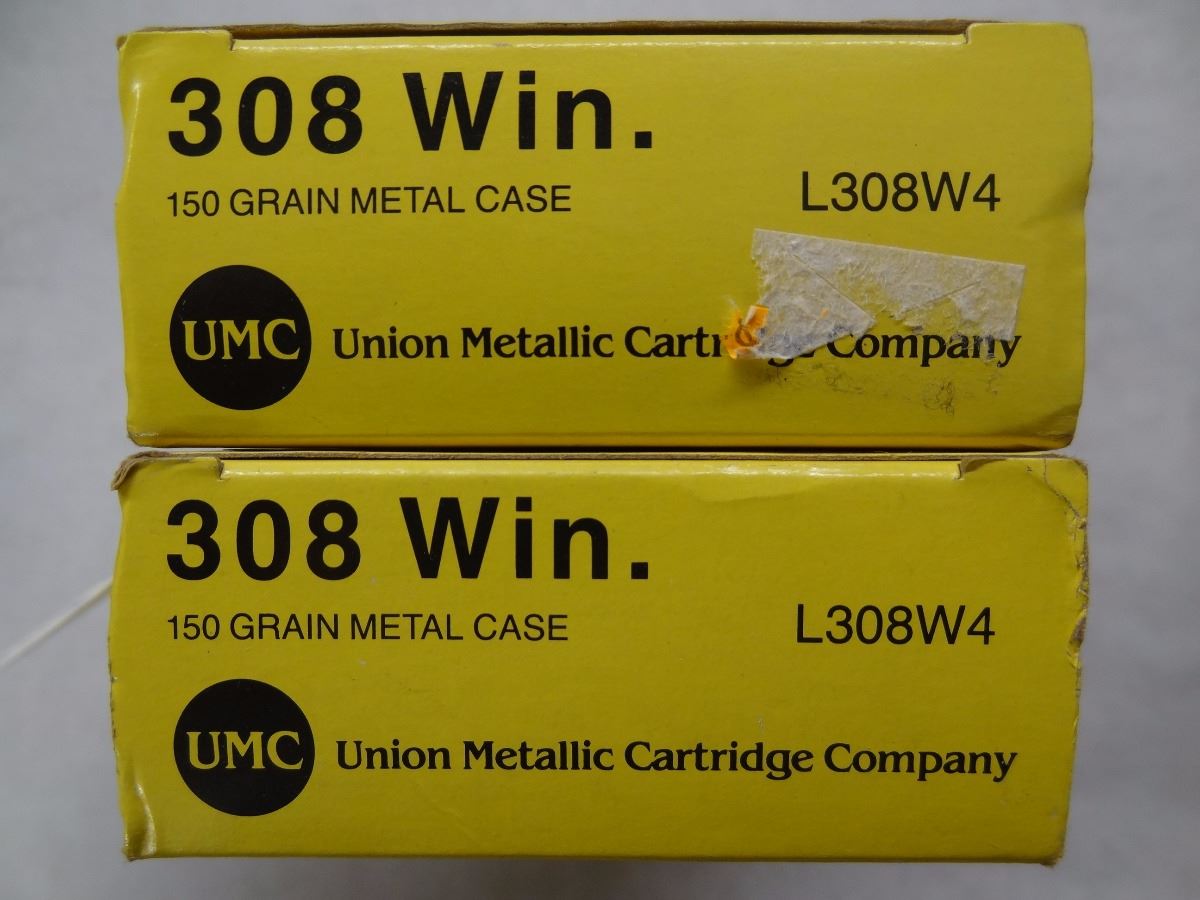 308 Win.
150 GRAIN METAL CASE
L308W4
UMC
Union Metallic Company
308 Win.
150 GRAIN METAL CASE
L308W4
UMC
Union Metallic Cartridge Company